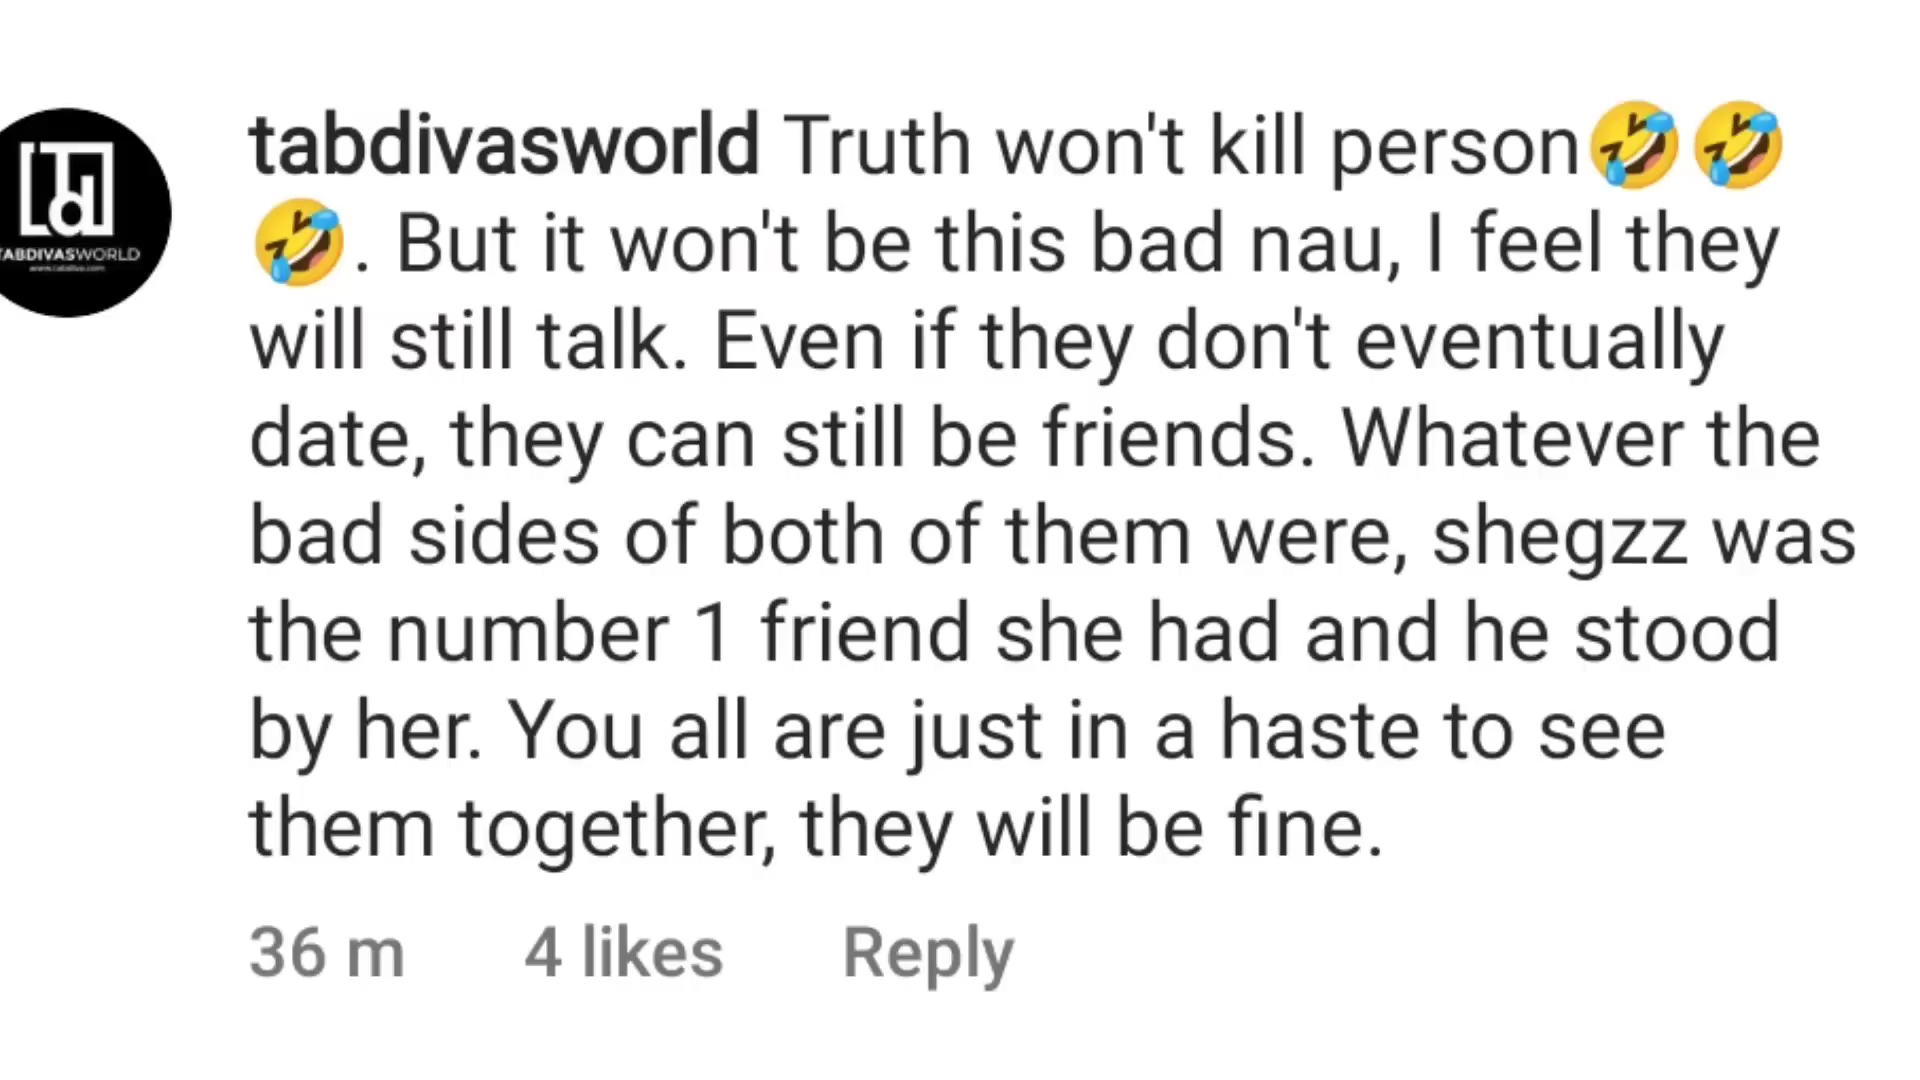 tabdivasworld Truth won't kill person🤣🤣
🤣. But it won't be this bad nau, I feel they
will still talk. Even if they don't eventually
date, they can still be friends. Whatever the
bad sides of both of them were, shegzz was
the number 1 friend she had and he stood
by her. You all are just in a haste to see
them together, they will be fine.
36 m 4 likes Reply
Td
TABDIVASWORLD